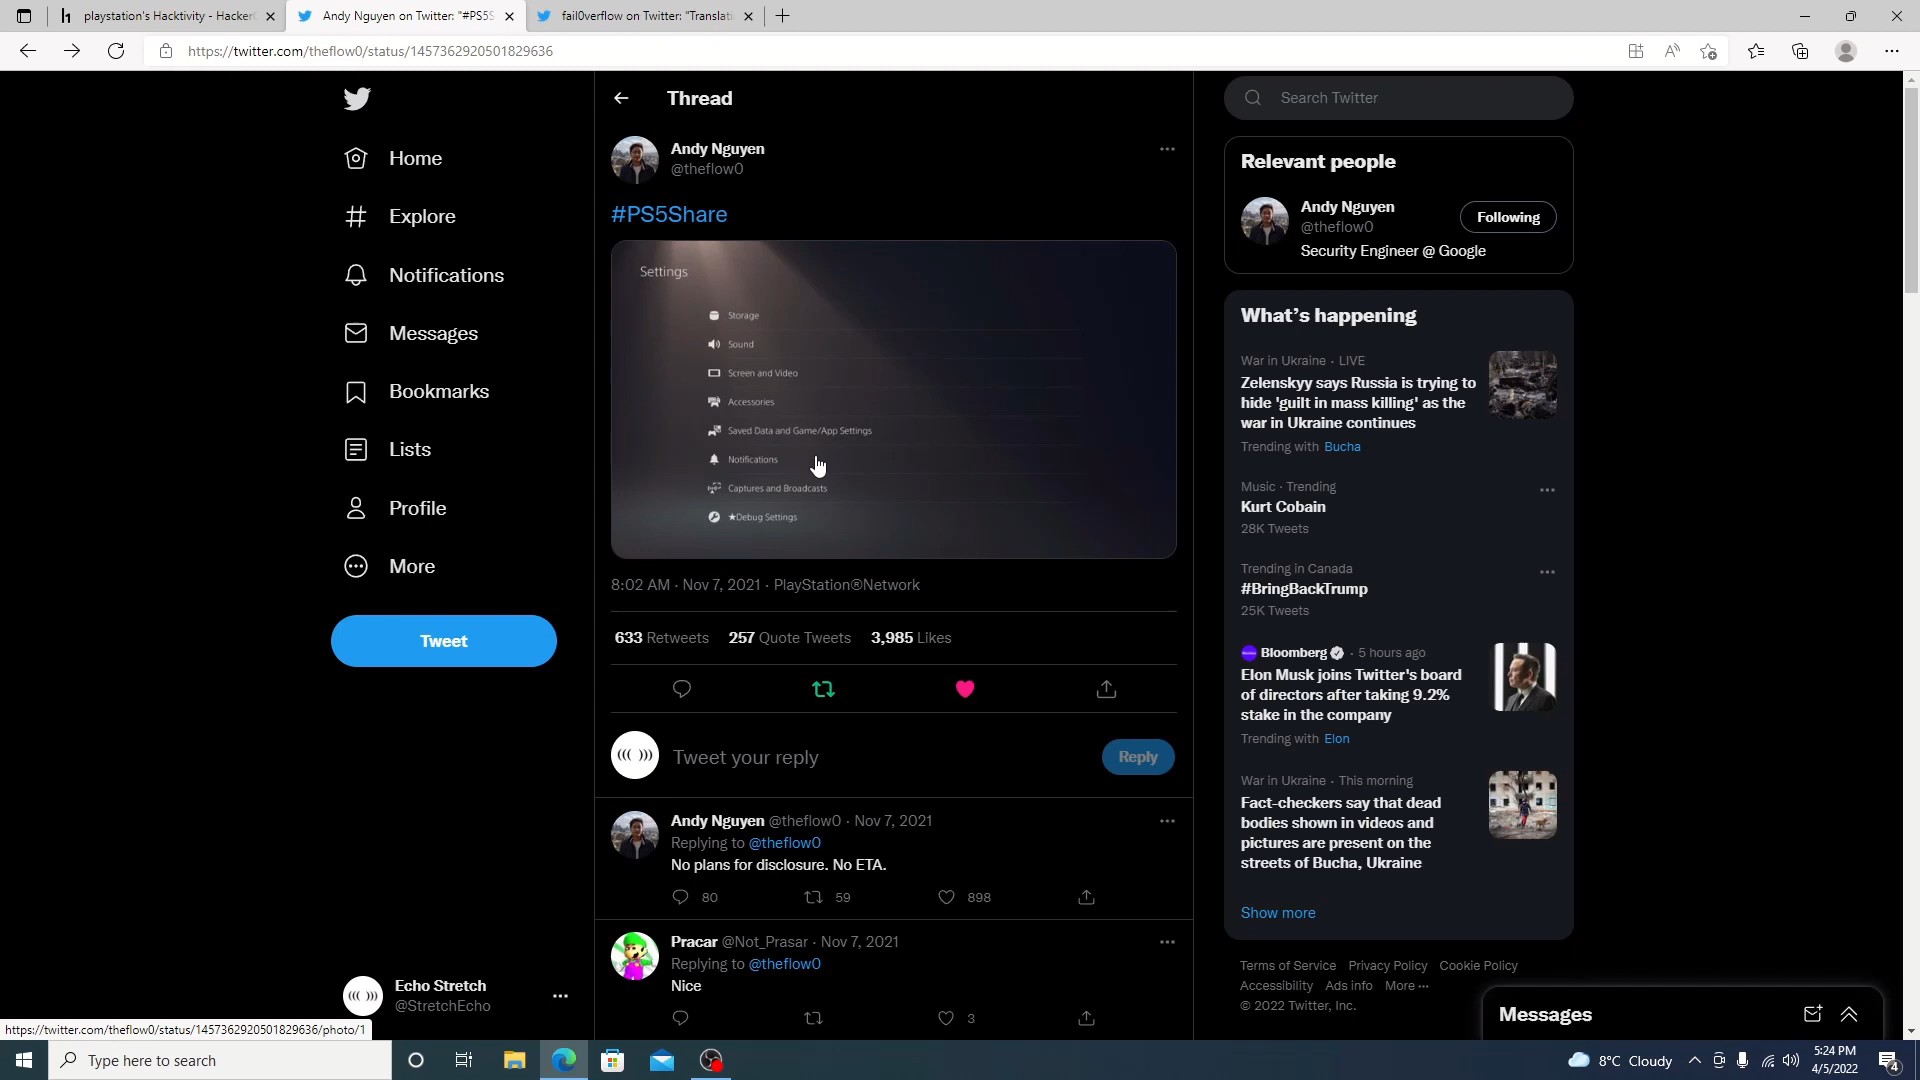 playstation's Hacktivity - Hacker
Andy Nguyen on Twitter: "#PS5S
fail0verflow on Twitter: "Translati
https://twitter.com/theflow0/status/1457362920501829636
Home
Explore
Notifications
Messages
Bookmarks
Lists
Profile
More
Tweet
Echo Stretch
@StretchEcho
https://twitter.com/theflow0/status/1457362920501829636/photo/1
Thread
Andy Nguyen
@theflow0
#PS5Share
Settings
Storage
Sound
Screen and Video
Accessories
Saved Data and Game/App Settings
Notifications
Captures and Broadcasts
★Debug Settings
8:02 AM · Nov 7, 2021 · PlayStation®Network
633 Retweets 257 Quote Tweets 3,985 Likes
((( )))
Tweet your reply
Reply
Andy Nguyen @theflow0 · Nov 7, 2021
Replying to @theflow0
No plans for disclosure. No ETA.
80 59 898
Pracar @Not_Prasar · Nov 7, 2021
Replying to @theflow0
Nice
3
Search Twitter
Relevant people
Andy Nguyen
@theflow0
Following
Security Engineer @ Google
What's happening
War in Ukraine · LIVE
Zelenskyy says Russia is trying to
hide 'guilt in mass killing' as the
war in Ukraine continues
Trending with Bucha
Music · Trending
Kurt Cobain
28K Tweets
Trending in Canada
#BringBackTrump
25K Tweets
Bloomberg · 5 hours ago
Elon Musk joins Twitter's board
of directors after taking 9.2%
stake in the company
Trending with Elon
War in Ukraine · This morning
Fact-checkers say that dead
bodies shown in videos and
pictures are present on the
streets of Bucha, Ukraine
Show more
Terms of Service Privacy Policy Cookie Policy
Accessibility Ads info More ···
© 2022 Twitter, Inc.
Messages
Type here to search
8°C Cloudy
5:24 PM
4/5/2022
4